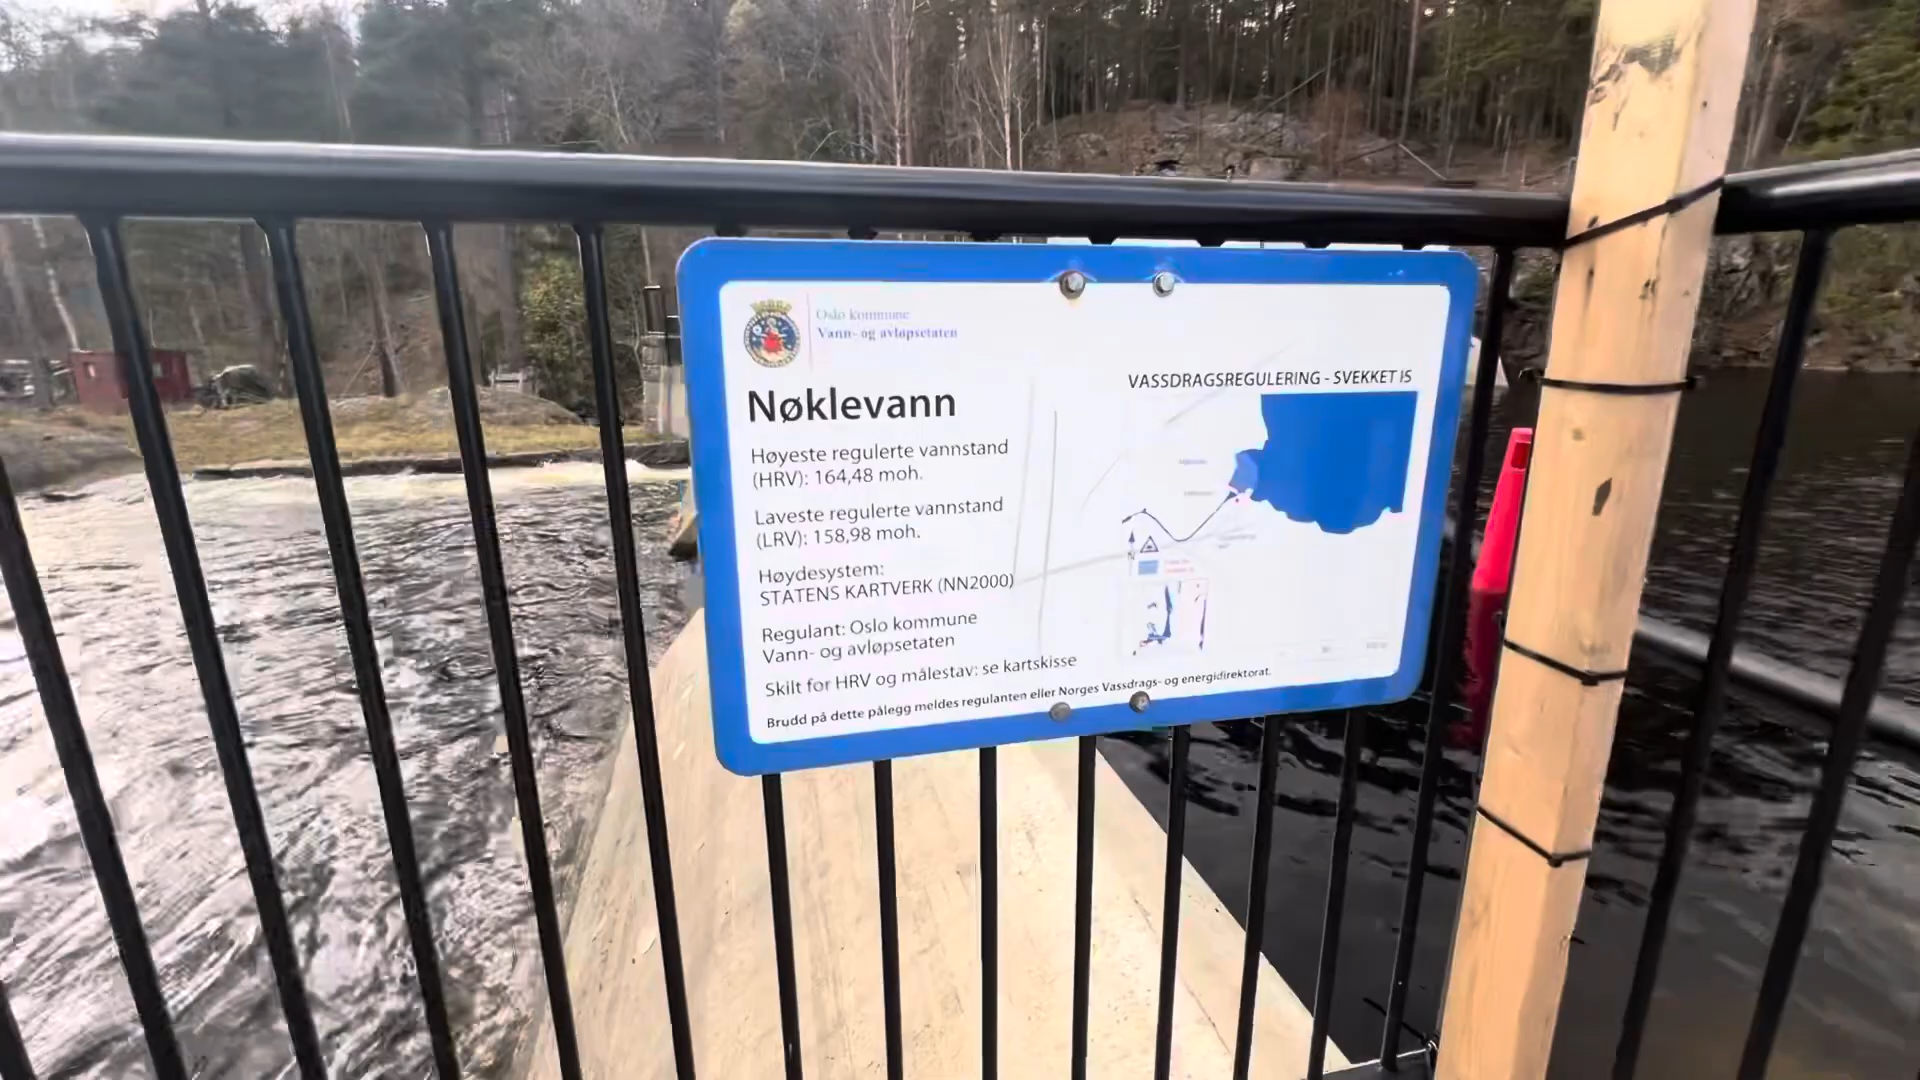 Oslo kommune
Vann- og avløpsetaten
Nøklevann
Høyeste regulerte vannstand
(HRV): 164,48 moh.
Laveste regulerte vannstand
(LRV): 158,98 moh.
Høydesystem:
STATENS KARTVERK (NN2000)
Regulant: Oslo kommune
Vann- og avløpsetaten
Skilt for HRV og målestav: se kartskisse
Brudd på dette pålegg meldes regulanten eller Norges Vassdrags- og energidirektorat.
VASSDRAGSREGULERING - SVEKKET IS
N